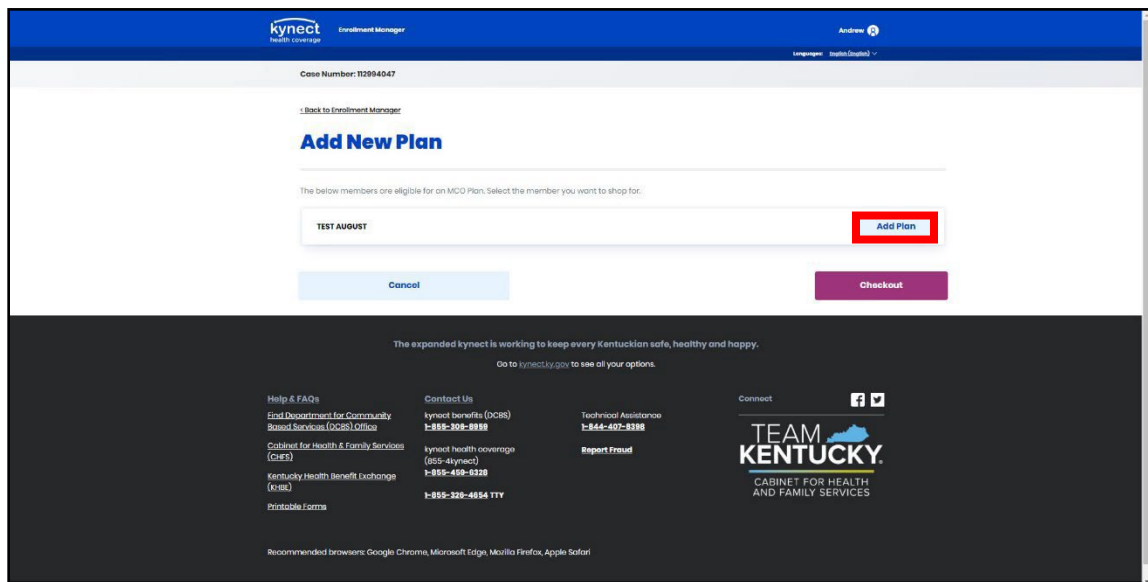 kynect
health coverage
Enrollment Manager
Andrew
Languages: English (English)
Case Number: 112994047
< Back to Enrollment Manager
Add New Plan
The below members are eligible for an MCO Plan. Select the member you want to shop for.
TEST AUGUST
Add Plan
Cancel
Checkout
The expanded kynect is working to keep every Kentuckian safe, healthy and happy.
Go to kynect.ky.gov to see all your options.
Help & FAQs
Find Department for Community
Based Services (DCBS) Office
Cabinet for Health & Family Services
(CHFS)
Kentucky Health Benefit Exchange
(KHBE)
Printable Forms
Contact Us
kynect benefits (DCBS)
1-855-306-8959
kynect health coverage
(855-4kynect)
1-855-459-6328
1-855-326-4654 TTY
Technical Assistance
1-844-407-8398
Report Fraud
Connect
TEAM
KENTUCKY.
CABINET FOR HEALTH
AND FAMILY SERVICES
Recommended browsers: Google Chrome, Microsoft Edge, Mozilla Firefox, Apple Safari